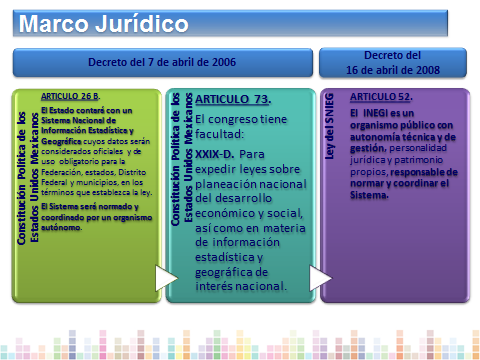 Marco Jurídico
Decreto del 7 de abril de 2006
Decreto del
16 de abril de 2008
Constitución Política de los
Estados Unidos Mexicanos
ARTICULO 26 B.
El Estado contará con un
Sistema Nacional de
Información Estadística y
Geográfica cuyos datos serán
considerados oficiales y de
uso obligatorio para la
Federación, estados, Distrito
Federal y municipios, en los
términos que establezca la ley.
El Sistema será normado y
coordinado por un organismo
autónomo.
Constitución Política de los
Estados Unidos Mexicanos
ARTICULO 73.
El congreso tiene
facultad:
XXIX-D. Para
expedir leyes sobre
planeación nacional
del desarrollo
económico y social,
así como en materia
de información
estadística y
geográfica de
interés nacional.
Ley del SNIEG
ARTICULO 52.
El INEGI es un
organismo público con
autonomía técnica y de
gestión, personalidad
jurídica y patrimonio
propios, responsable de
normar y coordinar el
Sistema.